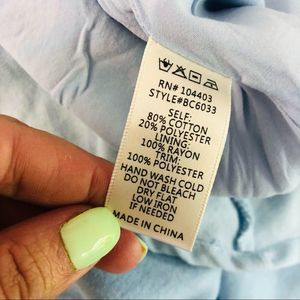 RN# 104403
STYLE#BC6033
SELF:
80% COTTON
20% POLYESTER
LINING:
100% RAYON
TRIM:
100% POLYESTER
HAND WASH COLD
DO NOT BLEACH
DRY FLAT
LOW IRON
IF NEEDED
MADE IN CHINA